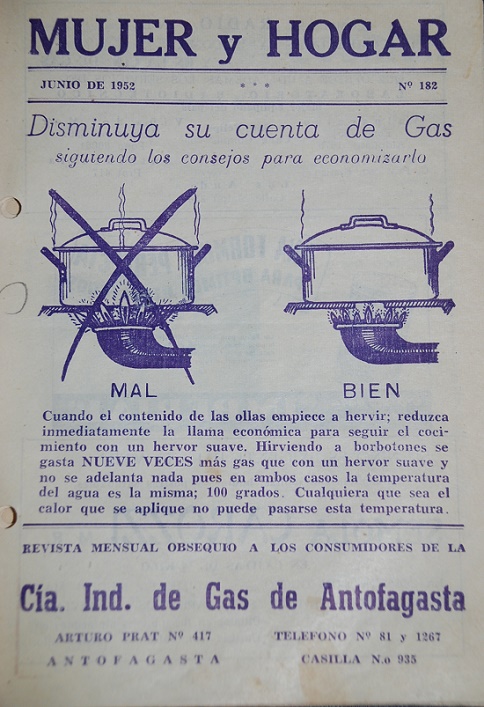 MUJER y HOGAR
JUNIO DE 1952 * * * Nº 182
Disminuya su cuenta de Gas
siguiendo los consejos para economizarlo
MAL BIEN
Cuando el contenido de las ollas empiece a hervir; reduzca
inmediatamente la llama económica para seguir el coci-
miento con un hervor suave. Hirviendo a borbotones se
gasta NUEVE VECES más gas que con un hervor suave y
no se adelanta nada pues en ambos casos la temperatura
del agua es la misma; 100 grados. Cualquiera que sea el
calor que se aplique no puede pasarse esta temperatura.
REVISTA MENSUAL OBSEQUIO A LOS CONSUMIDORES DE LA
Cía. Ind. de Gas de Antofagasta
ARTURO PRAT Nº 417 TELEFONO Nº 81 y 1267
ANTOFAGASTA CASILLA N.o 935